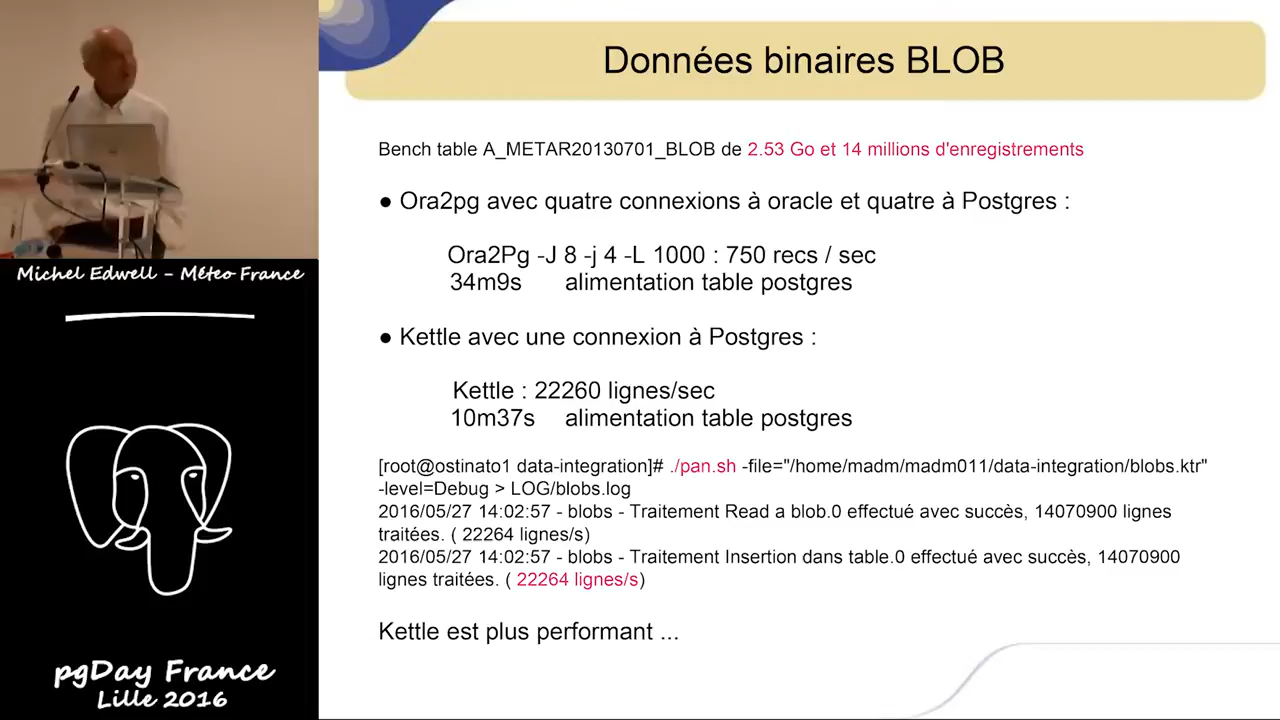 Données binaires BLOB
Bench table A_METAR20130701_BLOB de 2.53 Go et 14 millions d'enregistrements
● Ora2pg avec quatre connexions à oracle et quatre à Postgres :
Ora2Pg -J 8 -j 4 -L 1000 : 750 recs / sec
34m9s alimentation table postgres
● Kettle avec une connexion à Postgres :
Kettle : 22260 lignes/sec
10m37s alimentation table postgres
[root@ostinato1 data-integration]# ./pan.sh -file="/home/madm/madm011/data-integration/blobs.ktr"
-level=Debug > LOG/blobs.log
2016/05/27 14:02:57 - blobs - Traitement Read a blob.0 effectué avec succès, 14070900 lignes
traitées. ( 22264 lignes/s)
2016/05/27 14:02:57 - blobs - Traitement Insertion dans table.0 effectué avec succès, 14070900
lignes traitées. ( 22264 lignes/s)
Kettle est plus performant ...
Michel Edwell - Méteo France
pgDay France
Lille 2016